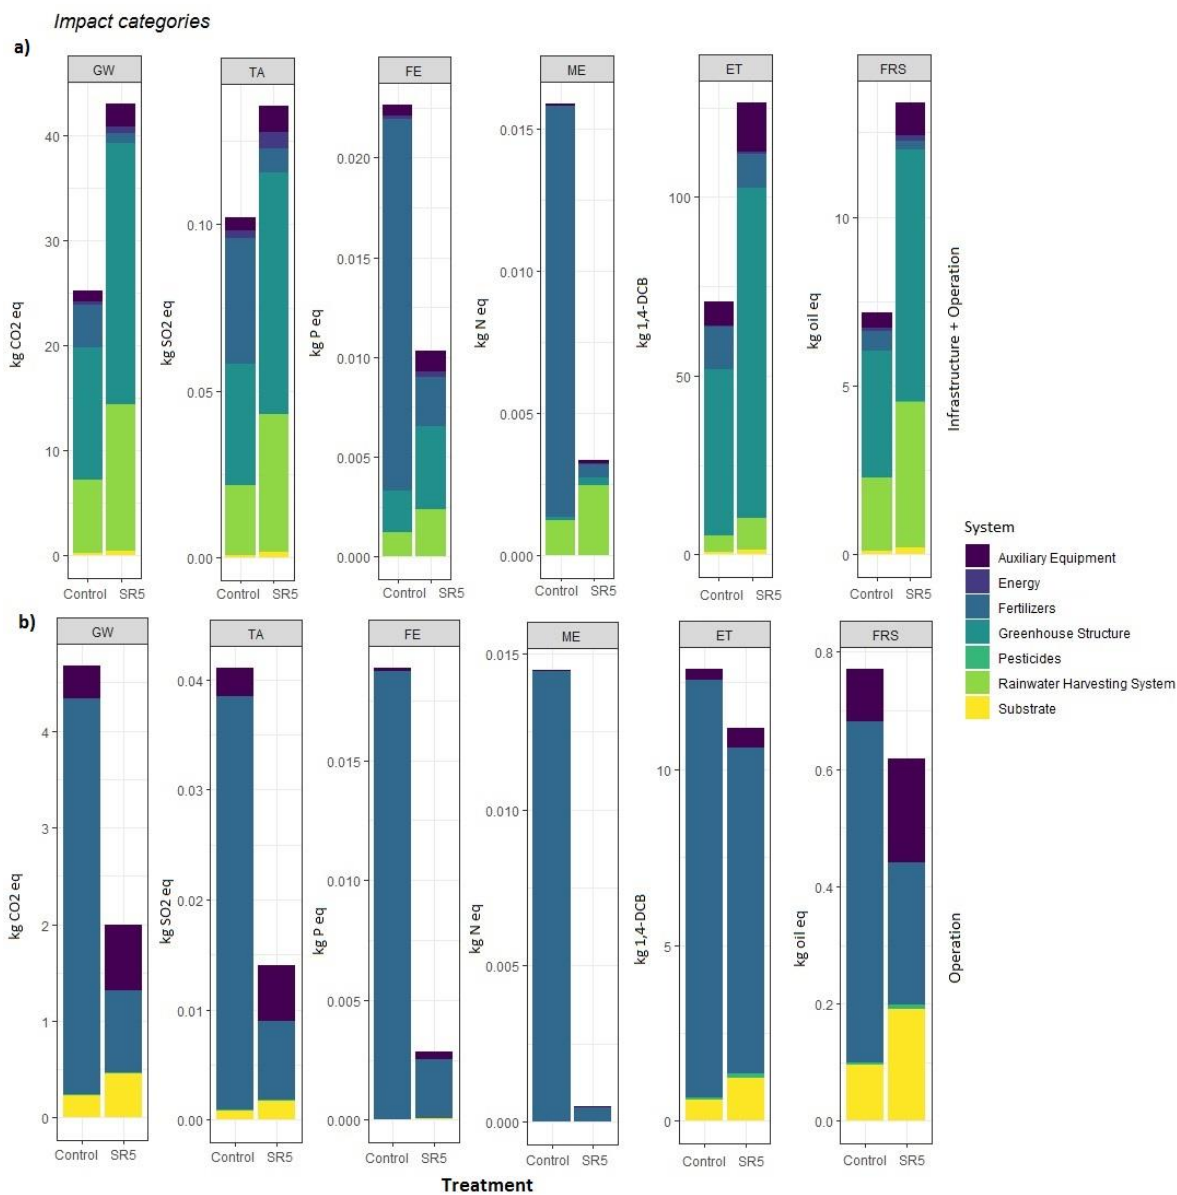 Impact categories
a)
GW
TA
FE
ME
ET
FRS
kg CO2 eq
40
30
20
10
0
kg SO2 eq
0.10
0.05
0.00
kg P eq
0.020
0.015
0.010
0.005
0.000
kg N eq
0.015
0.010
0.005
0.000
kg 1,4-DCB
100
50
0
kg oil eq
10
5
0
Infrastructure + Operation
Control SR5
Control SR5
Control SR5
Control SR5
Control SR5
Control SR5
System
Auxiliary Equipment
Energy
Fertilizers
Greenhouse Structure
Pesticides
Rainwater Harvesting System
Substrate
b)
GW
TA
FE
ME
ET
FRS
kg CO2 eq
4
3
2
1
0
kg SO2 eq
0.04
0.03
0.02
0.01
0.00
kg P eq
0.015
0.010
0.005
0.000
kg N eq
0.015
0.010
0.005
0.000
kg 1,4-DCB
10
5
0
kg oil eq
0.8
0.6
0.4
0.2
0.0
Operation
Control SR5
Control SR5
Control SR5
Control SR5
Control SR5
Control SR5
Treatment